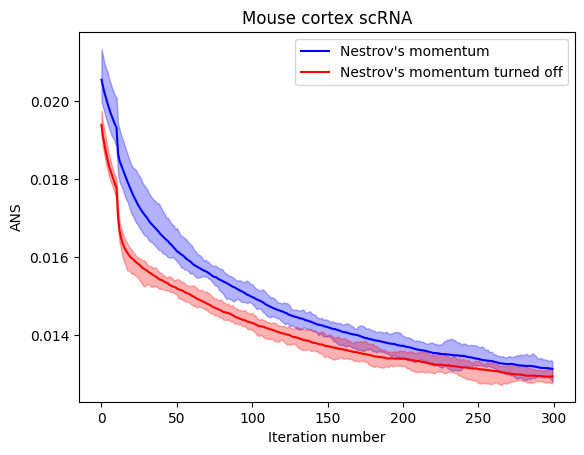 Mouse cortex scRNA
Nestrov's momentum
Nestrov's momentum turned off
ANS
0.020
0.018
0.016
0.014
0
50
100
150
200
250
300
Iteration number